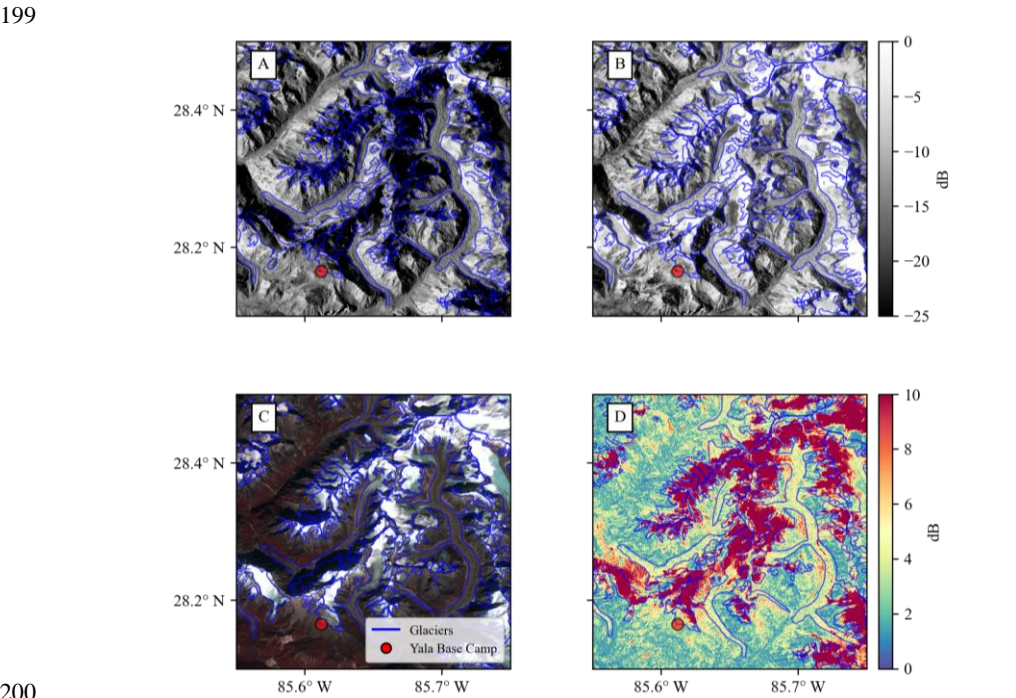 199
A
B
0
−5
−10
−15
−20
−25
dB
28.4° N
28.2° N
C
D
10
8
6
4
2
0
dB
28.4° N
28.2° N
Glaciers
Yala Base Camp
85.6° W
85.7° W
85.6° W
85.7° W
200